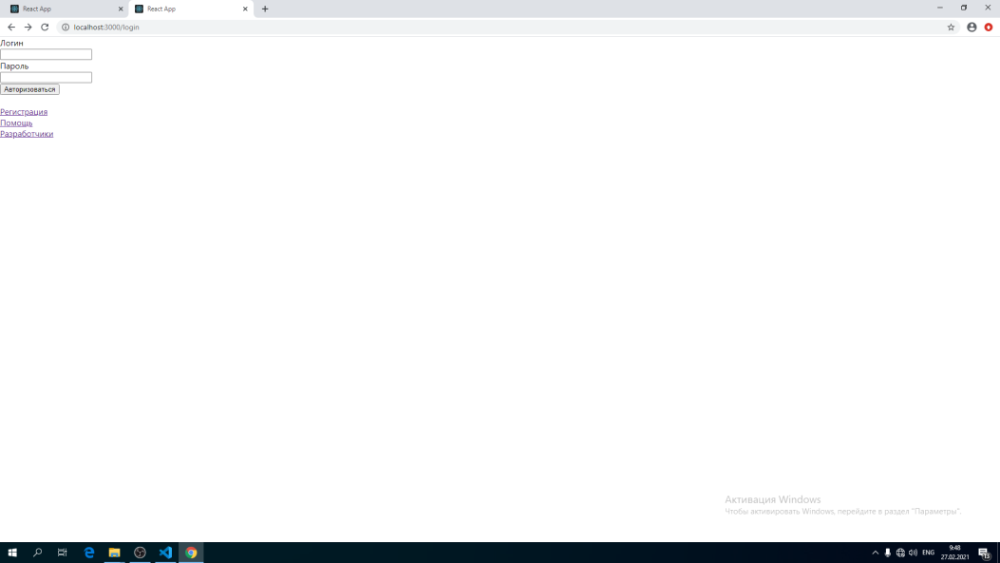 React App
React App
localhost:3000/login
Логин
Пароль
Авторизоваться
Регистрация
Помощь
Разработчики
Активация Windows
Чтобы активировать Windows, перейдите в раздел "Параметры".
ENG
9:48
27.02.2021
13